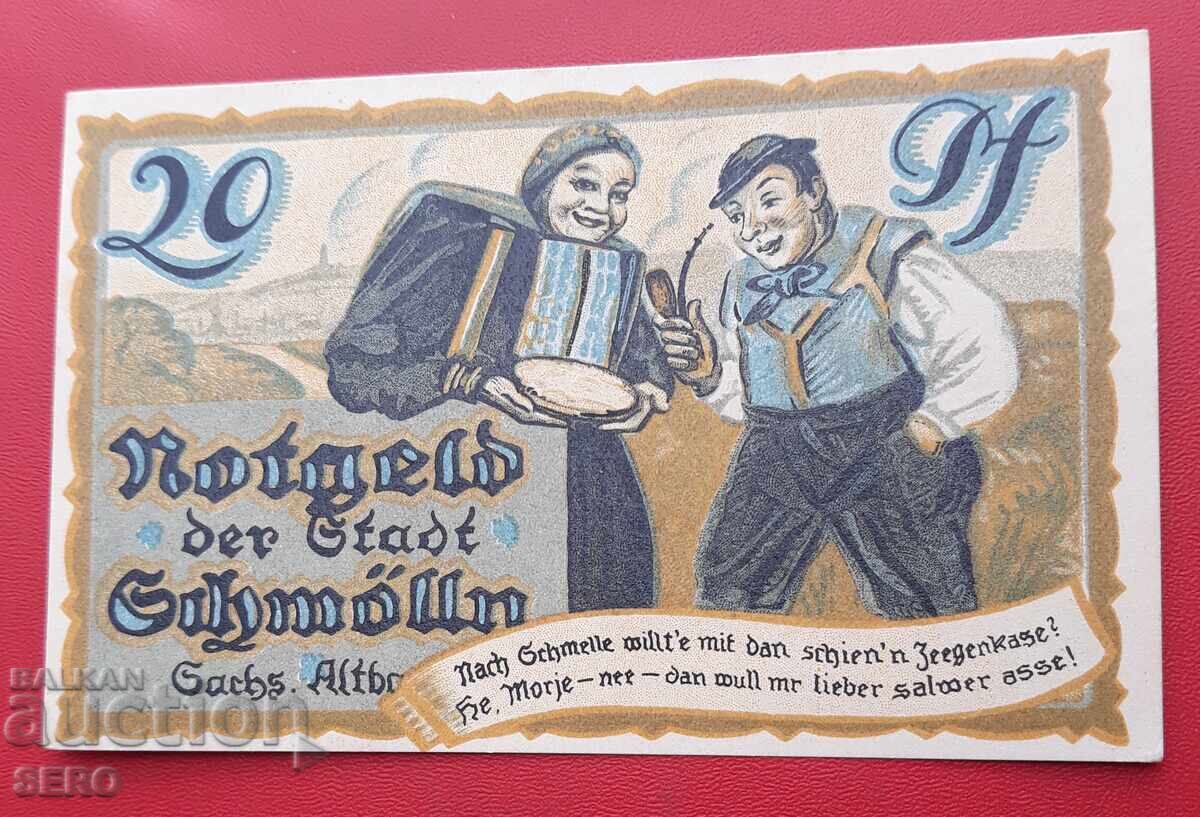 20 Pf
Notgeld
der Stadt
Schmölln
Sachs. Altb
Nach Schmelle willt'e mit dan schien'n Zeegenkase?
He, Morje – nee – dan wull mr lieber salwer asse!
BALKAN
auction
SERO